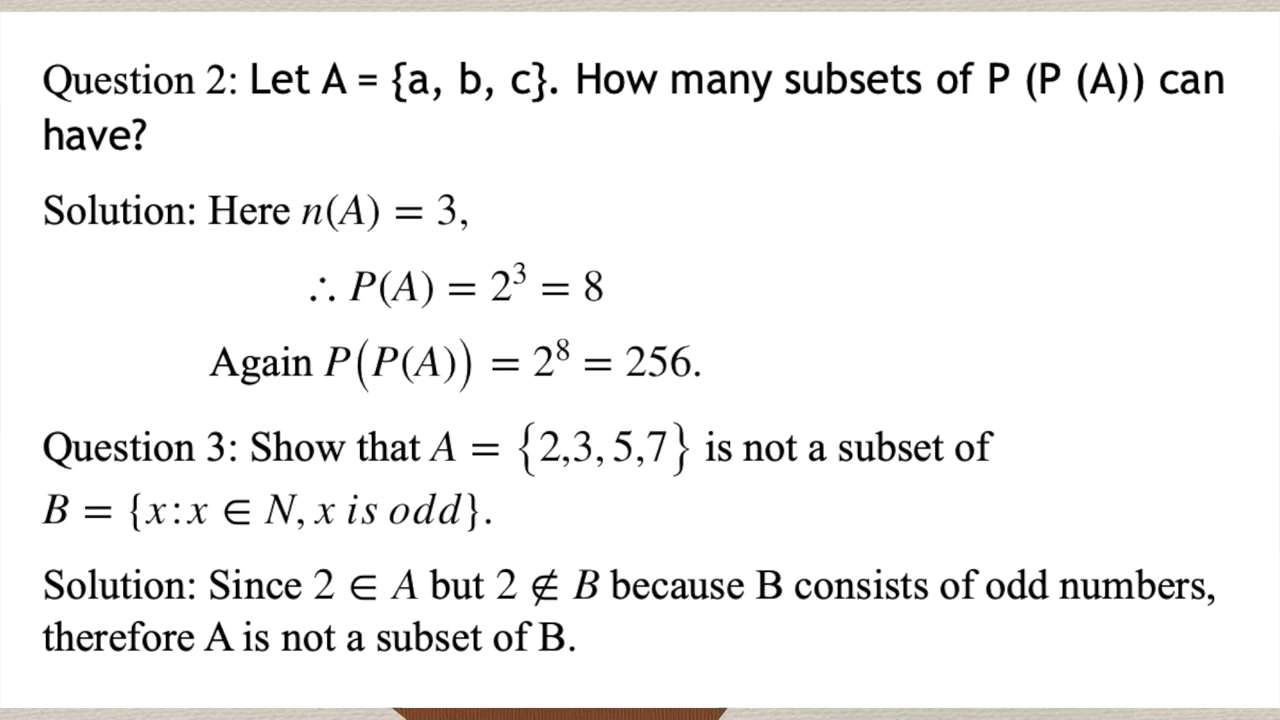 Question 2: Let A = {a, b, c}. How many subsets of P (P (A)) can
have?
Solution: Here n(A) = 3,
∴ P(A) = 2³ = 8
Again P(P(A)) = 2⁸ = 256.
Question 3: Show that A = {2,3, 5,7} is not a subset of
B = {x:x ∈ N, x is odd}.
Solution: Since 2 ∈ A but 2 ∉ B because B consists of odd numbers,
therefore A is not a subset of B.